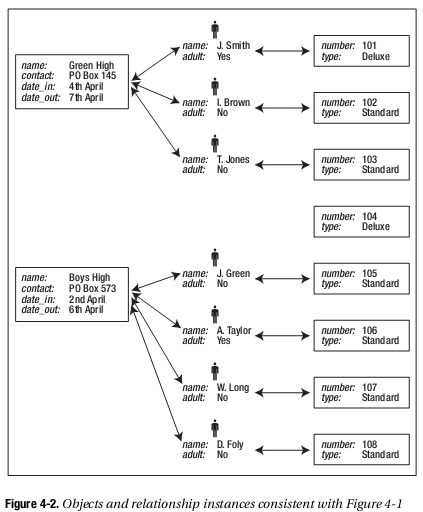 name: Green High
contact: PO Box 145
date_in: 4th April
date_out: 7th April
name: J. Smith
adult: Yes
number: 101
type: Deluxe
name: I. Brown
adult: No
number: 102
type: Standard
name: T. Jones
adult: No
number: 103
type: Standard
number: 104
type: Deluxe
name: Boys High
contact: PO Box 573
date_in: 2nd April
date_out: 6th April
name: J. Green
adult: No
number: 105
type: Standard
name: A. Taylor
adult: Yes
number: 106
type: Standard
name: W. Long
adult: No
number: 107
type: Standard
name: D. Foly
adult: No
number: 108
type: Standard
Figure 4-2. Objects and relationship instances consistent with Figure 4-1